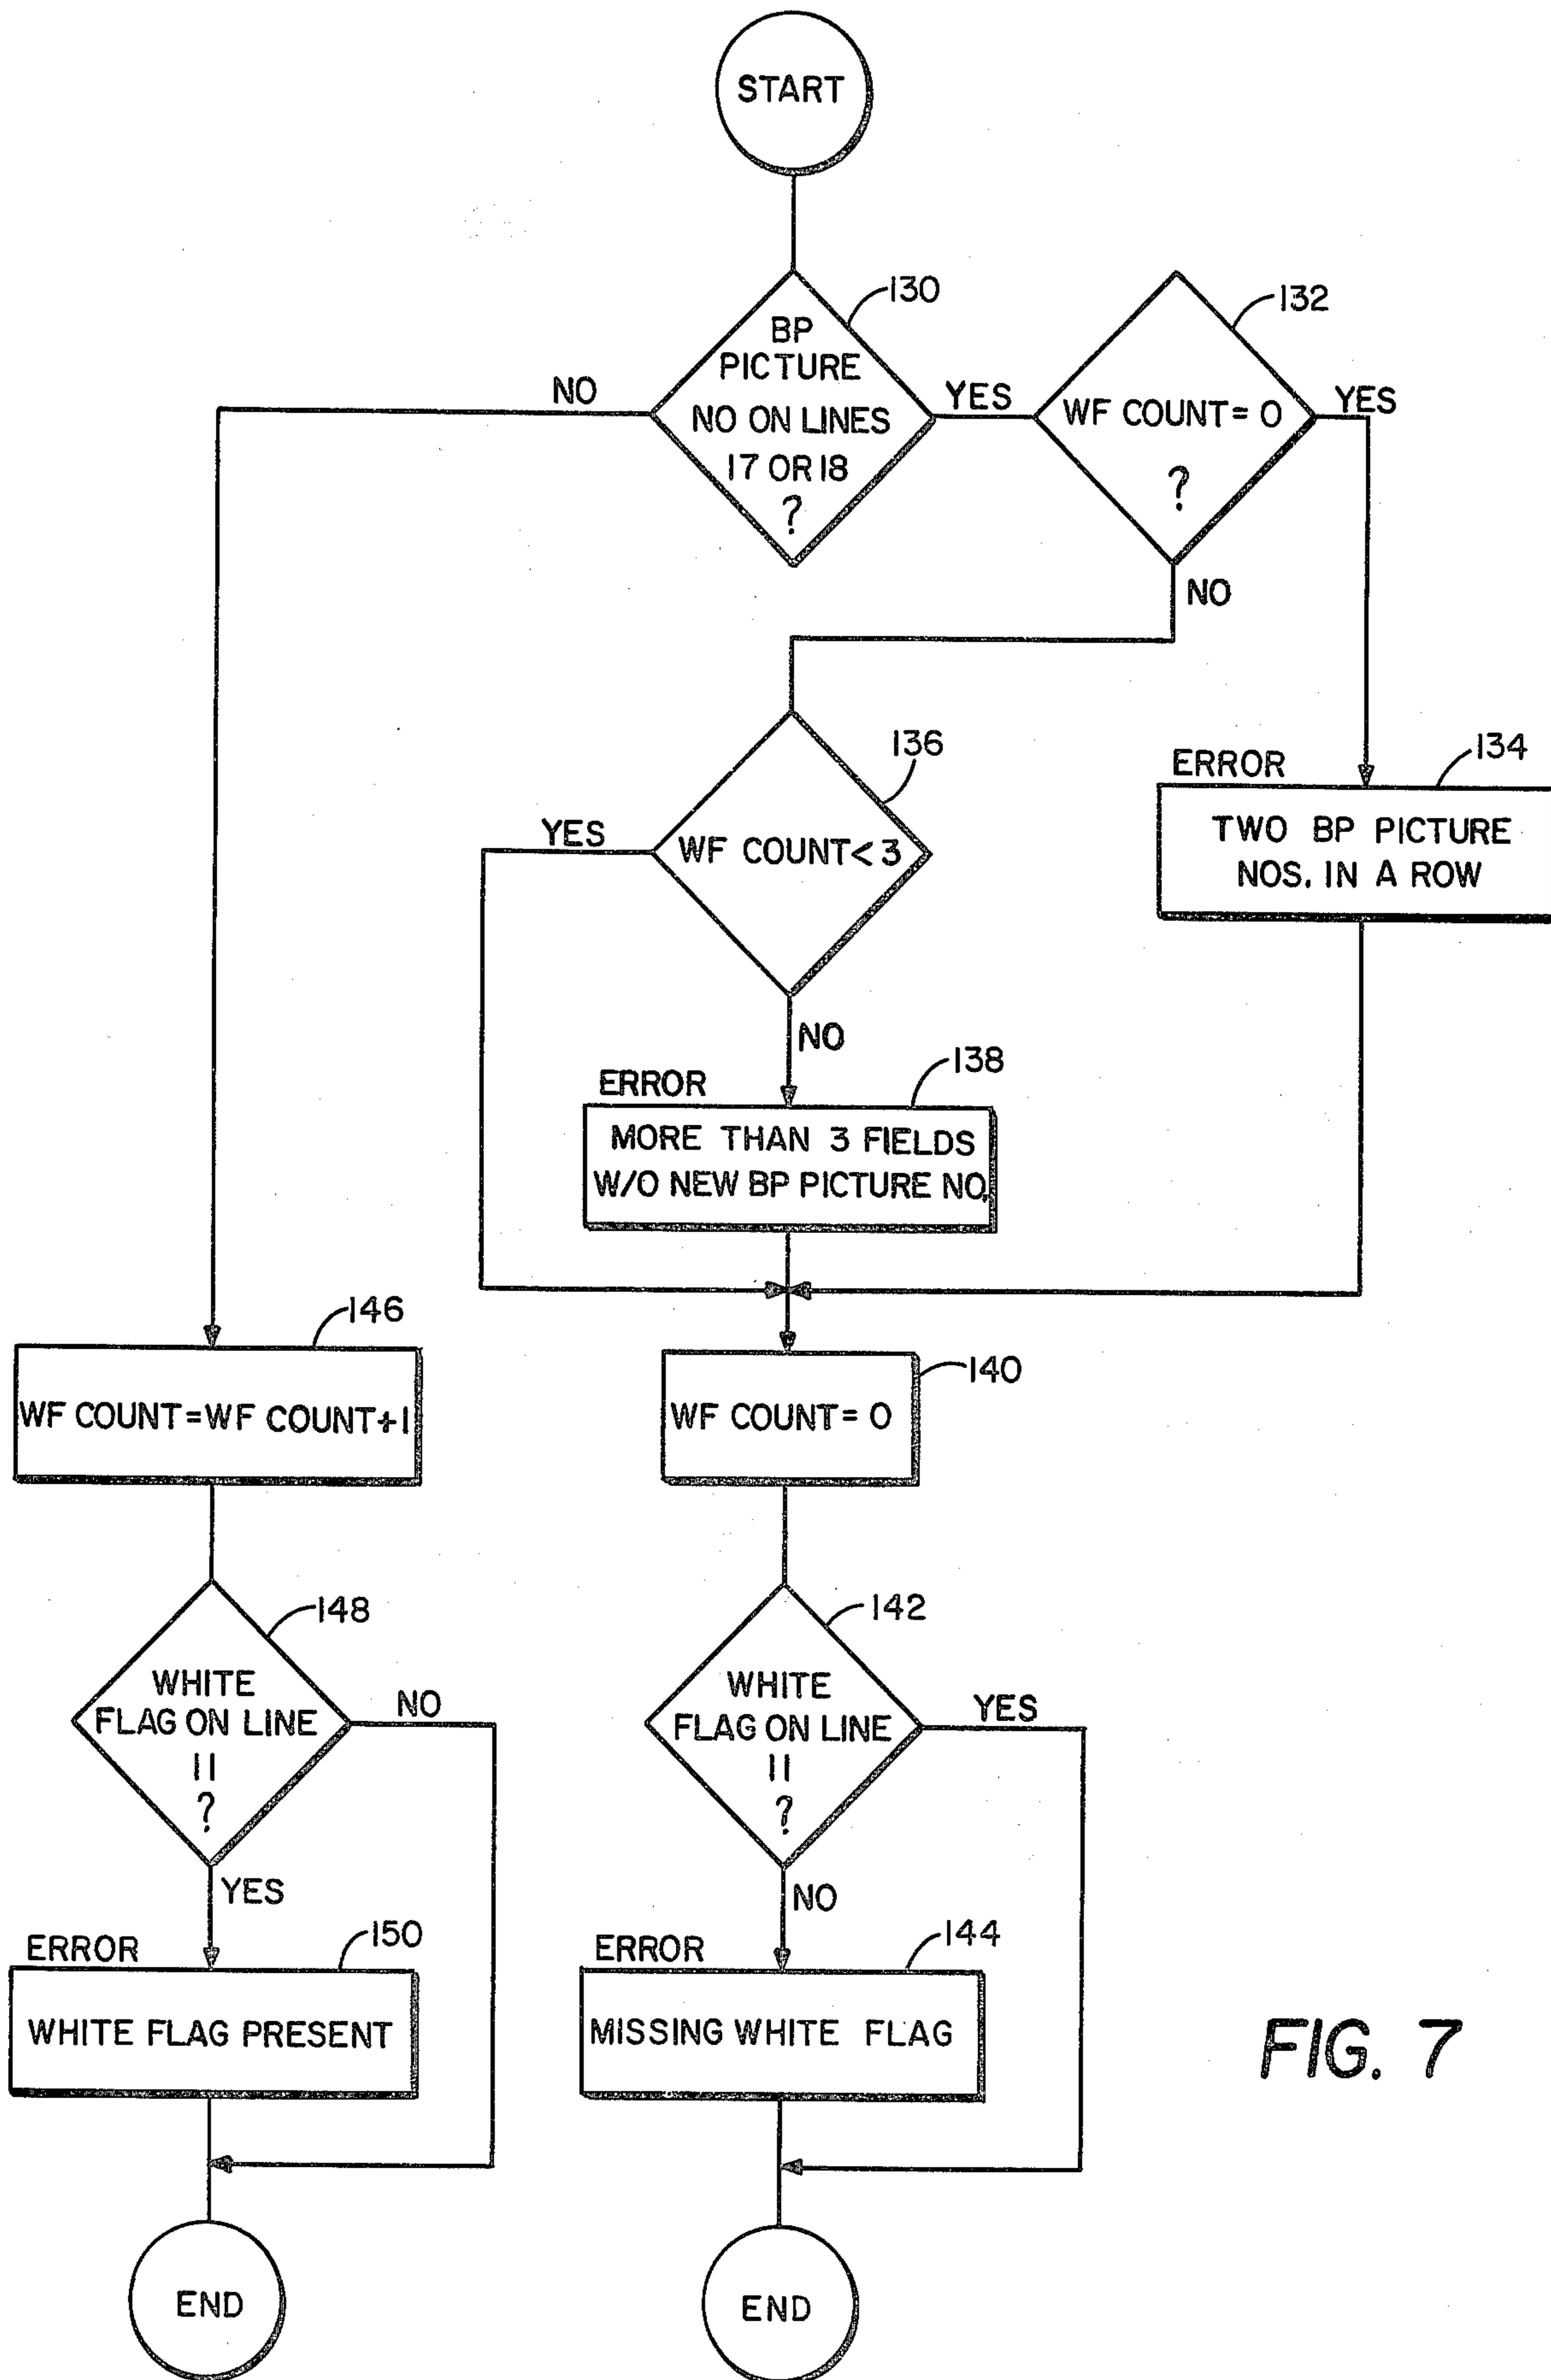 START
130
BP
PICTURE
NO ON LINES
17 OR 18
?
NO
YES
132
WF COUNT = 0
?
YES
NO
136
WF COUNT < 3
YES
NO
ERROR
134
TWO BP PICTURE
NOS. IN A ROW
ERROR
138
MORE THAN 3 FIELDS
W/O NEW BP PICTURE NO.
146
WF COUNT = WF COUNT+1
140
WF COUNT = 0
148
WHITE
FLAG ON LINE
11
?
NO
YES
142
WHITE
FLAG ON LINE
11
?
YES
NO
ERROR
150
WHITE FLAG PRESENT
ERROR
144
MISSING WHITE FLAG
END
END
FIG. 7